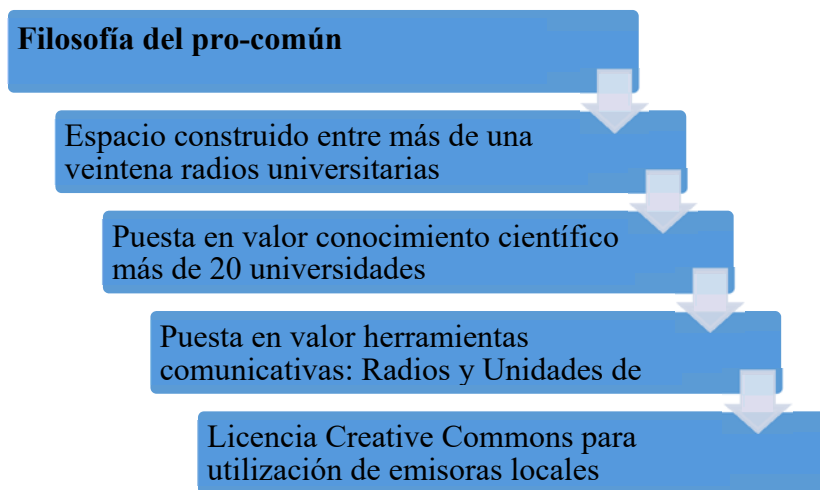 Filosofía del pro-común
Espacio construido entre más de una
veintena radios universitarias
Puesta en valor conocimiento científico
más de 20 universidades
Puesta en valor herramientas
comunicativas: Radios y Unidades de
Licencia Creative Commons para
utilización de emisoras locales